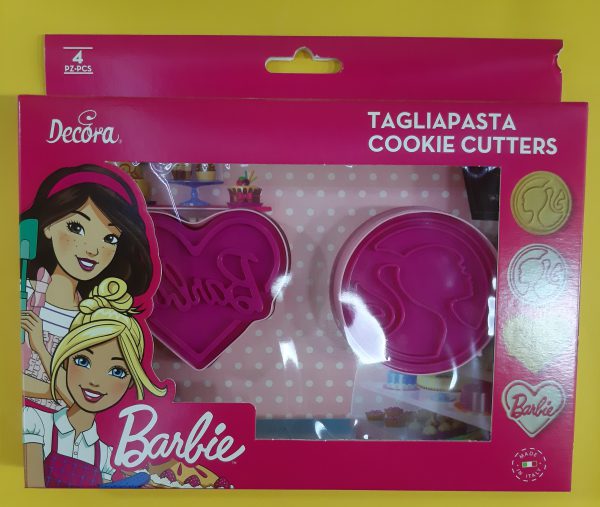 4
PZ•PCS
Decora
TAGLIAPASTA
COOKIE CUTTERS
Barbie
Barbie
Barbie
MADE
IN ITALY